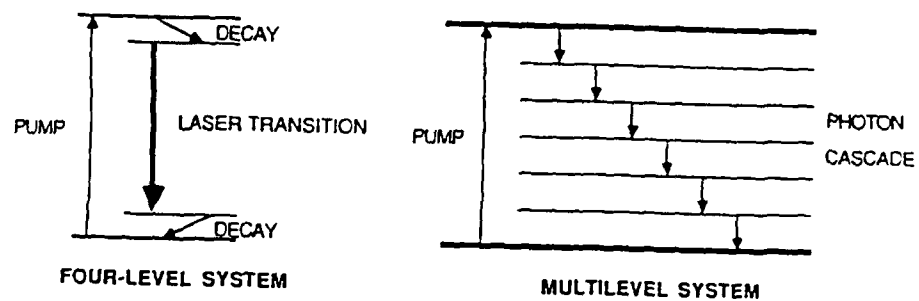 DECAY
PUMP
LASER TRANSITION
DECAY
FOUR-LEVEL SYSTEM
PUMP
PHOTON
CASCADE
MULTILEVEL SYSTEM